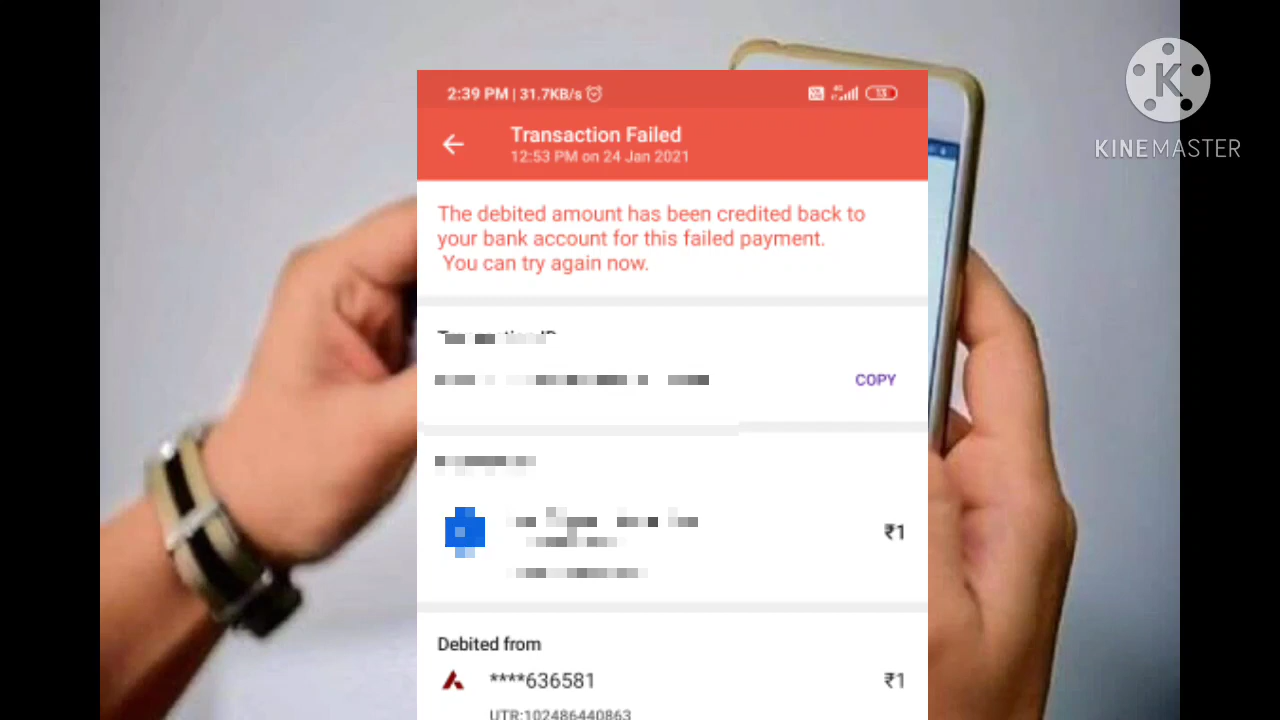 KINEMASTER
2:39 PM | 31.7KB/s
13
Transaction Failed
12:53 PM on 24 Jan 2021
The debited amount has been credited back to
your bank account for this failed payment.
You can try again now.
COPY
₹1
Debited from
****636581 ₹1
UTR:102486440863